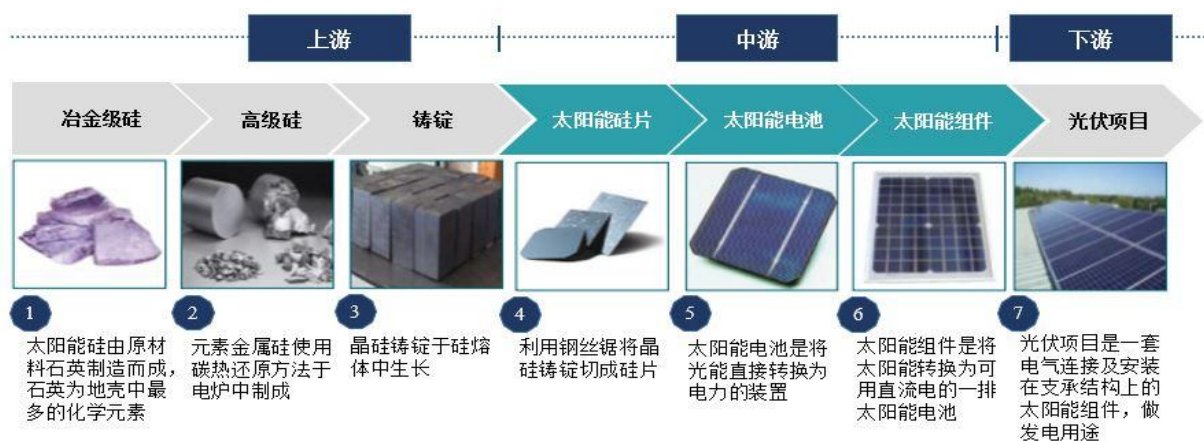 上游
中游
下游
冶金级硅
高级硅
铸锭
太阳能硅片
太阳能电池
太阳能组件
光伏项目
1
太阳能硅由原材
料石英制造而成，
石英为地壳中最
多的化学元素
2
元素金属硅使用
碳热还原方法于
电炉中制成
3
晶硅铸锭于硅熔
体中生长
4
利用钢丝锯将晶
硅铸锭切成硅片
5
太阳能电池是将
光能直接转换为
电力的装置
6
太阳能组件是将
太阳能转换为可
用直流电的一排
太阳能电池
7
光伏项目是一套
电气连接及安装
在支承结构上的
太阳能组件，做
发电用途